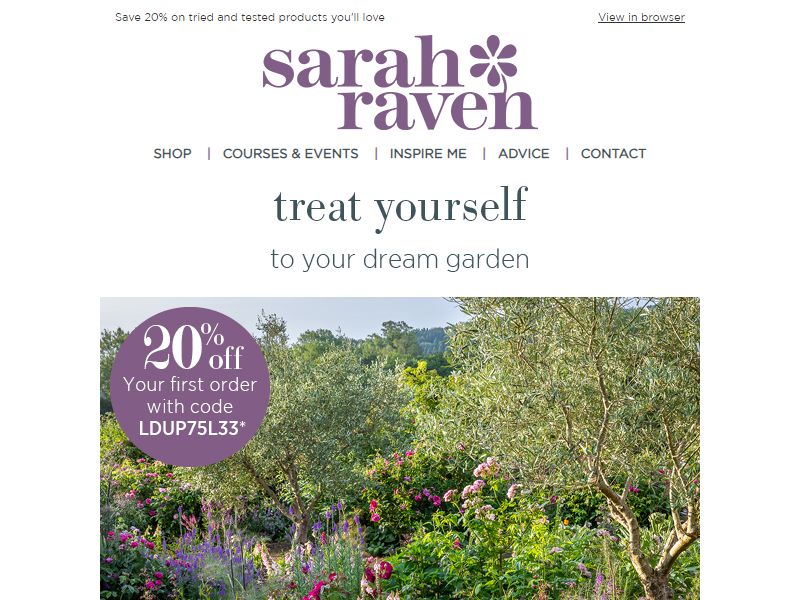 Save 20% on tried and tested products you'll love
View in browser
sarah
raven
SHOP | COURSES & EVENTS | INSPIRE ME | ADVICE | CONTACT
treat yourself
to your dream garden
20% off
Your first order
with code
LDUP75L33*